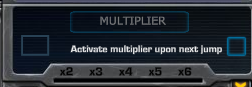 MULTIPLIER
Activate multiplier upon next jump
x2 x3 x4 x5 x6